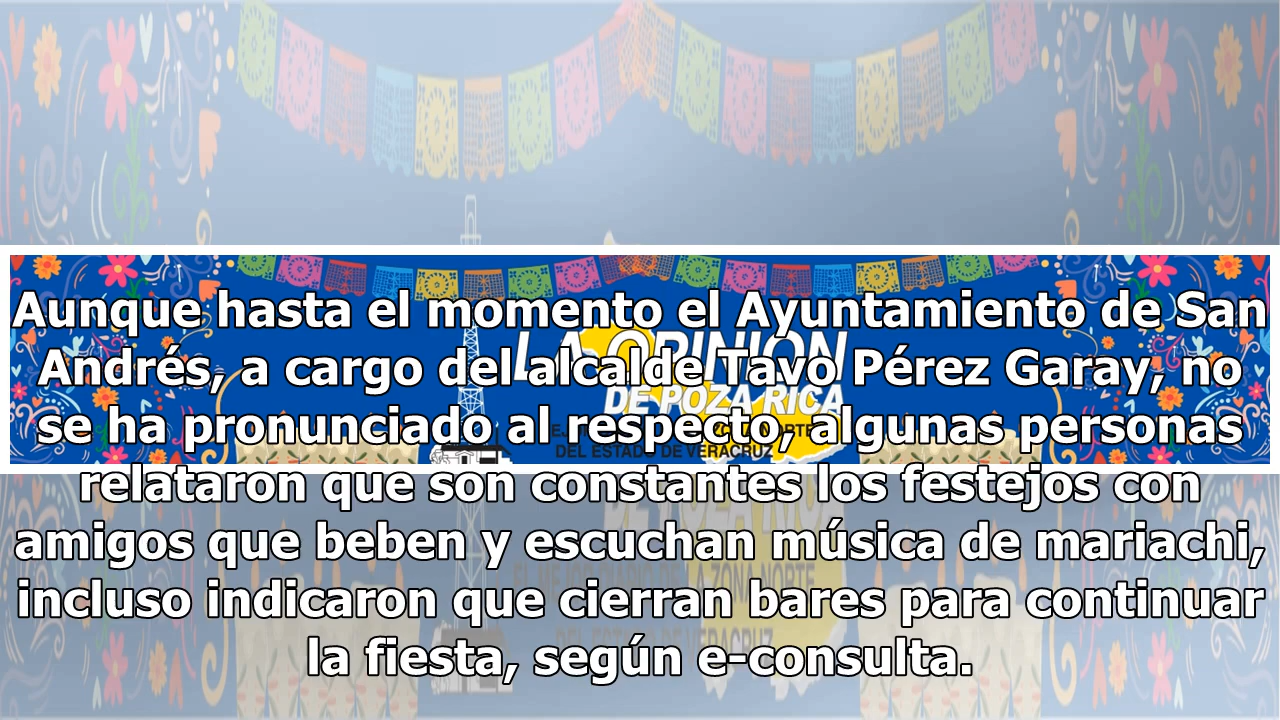 Aunque hasta el momento el Ayuntamiento de San
Andrés, a cargo del alcalde Tavo Pérez Garay, no
se ha pronunciado al respecto, algunas personas
relataron que son constantes los festejos con
amigos que beben y escuchan música de mariachi,
incluso indicaron que cierran bares para continuar
la fiesta, según e-consulta.
LA OPINIÓN
DE POZA RICA
DEL ESTADO DE VERACRUZ